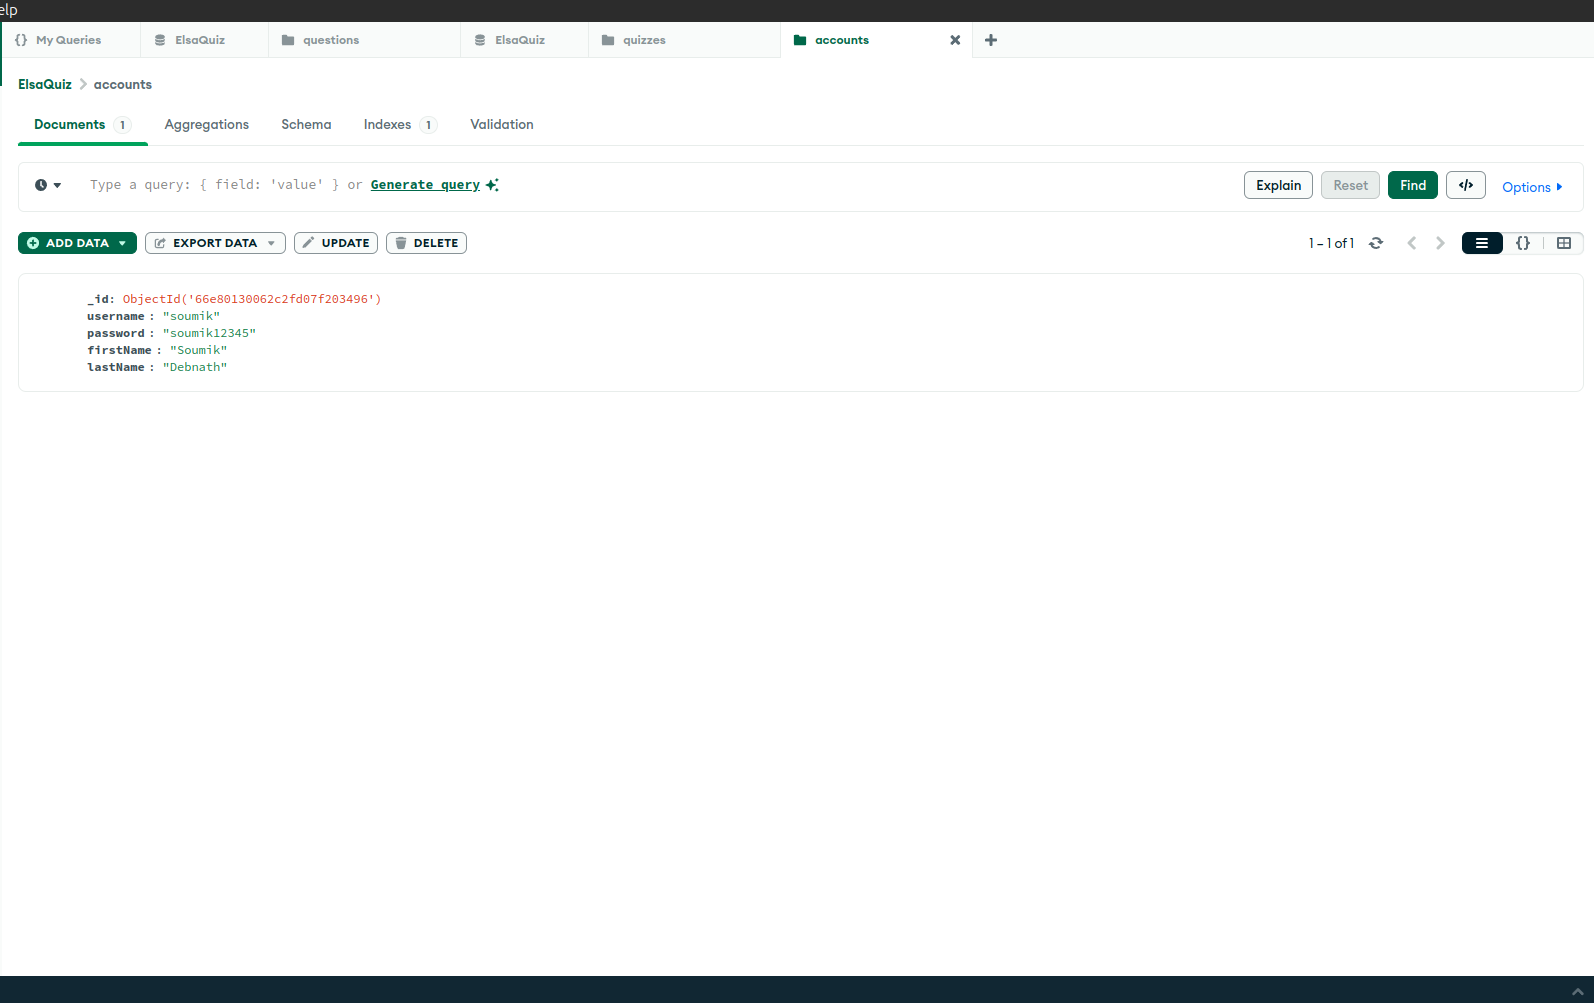 elp
{} My Queries ElsaQuiz questions ElsaQuiz quizzes accounts
ElsaQuiz > accounts
Documents 1 Aggregations Schema Indexes 1 Validation
Type a query: { field: 'value' } or Generate query Explain Reset Find </> Options
ADD DATA EXPORT DATA UPDATE DELETE 1 – 1 of 1 {}
_id: ObjectId('66e80130062c2fd07f203496')
username : "soumik"
password : "soumik12345"
firstName : "Soumik"
lastName : "Debnath"